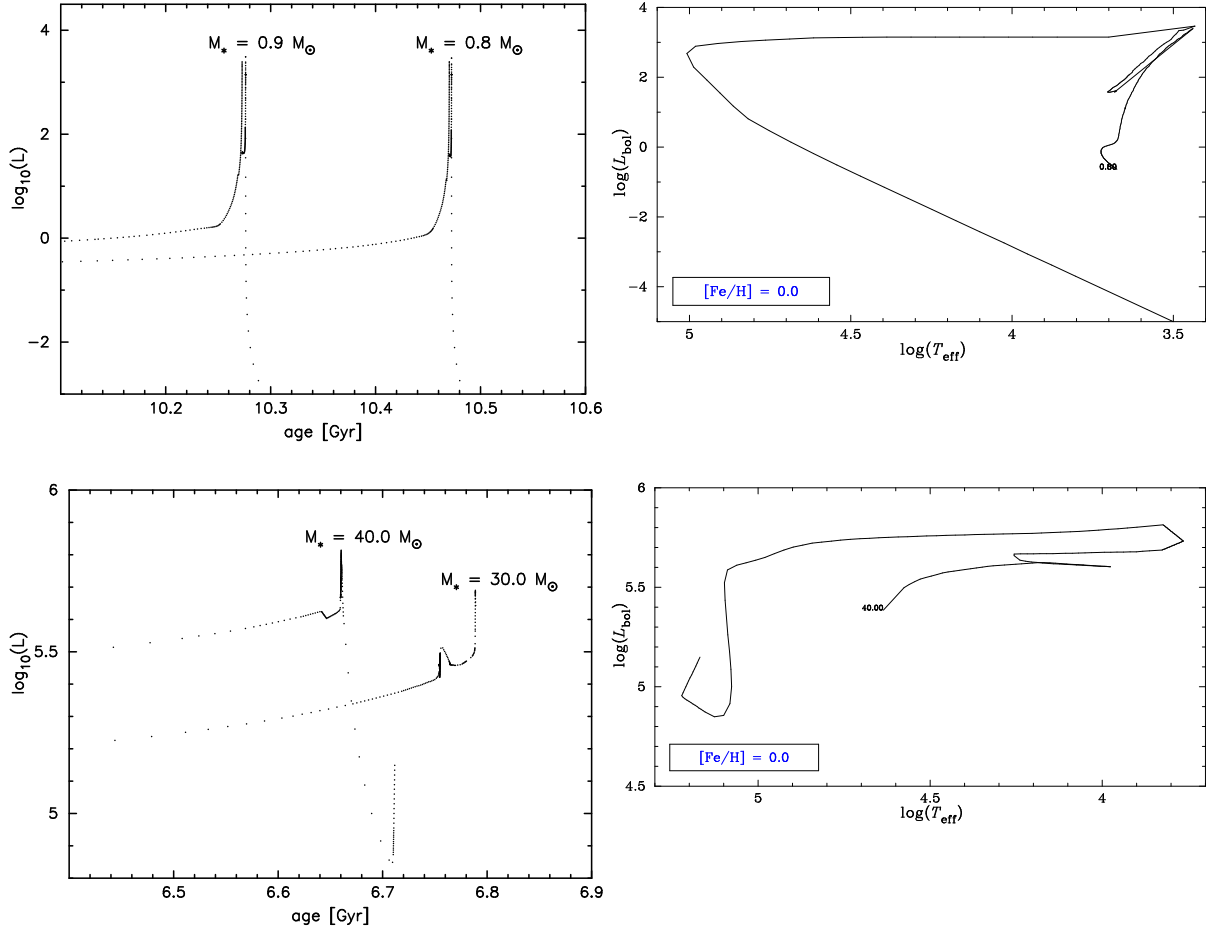 M* = 0.9 M⊙ M* = 0.8 M⊙
log10(L)
4
2
0
−2
10.2 10.3 10.4 10.5 10.6
age [Gyr]
log(Lbol)
4
2
0
−2
−4
0.80
[Fe/H] = 0.0
5 4.5 4 3.5
log(Teff)
M* = 40.0 M⊙
M* = 30.0 M⊙
log10(L)
6
5.5
5
6.5 6.6 6.7 6.8 6.9
age [Gyr]
log(Lbol)
6
5.5
5
4.5
40.00
[Fe/H] = 0.0
5 4.5 4
log(Teff)